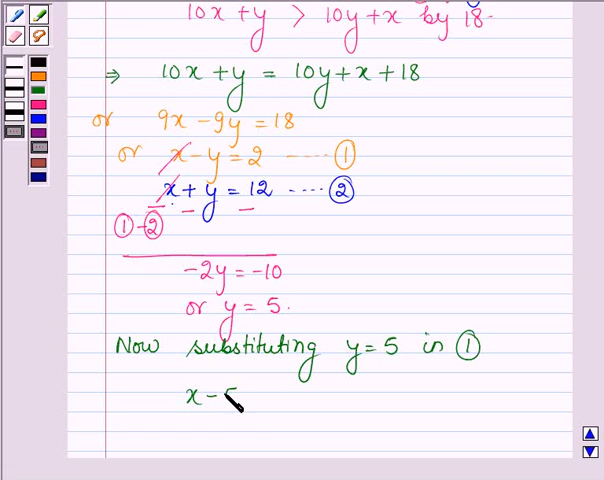 10x+y > 10y+x by 18.
⇒ 10x+y = 10y+x+18
or 9x-9y=18
or x-y=2 ..... ①
x+y=12 ..... ②
①-②
- - -
-2y=-10
or y=5.
Now substituting y=5 in ①
x-5